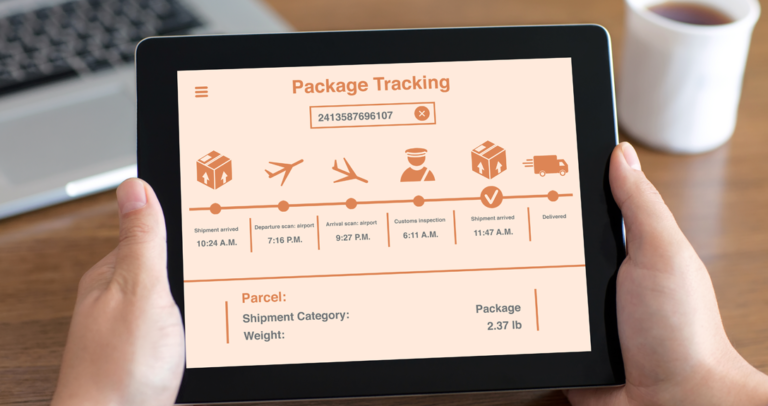 Package Tracking
2413587696107
Shipment arrived
10:24 A.M.
Departure scan: airport
7:16 P.M.
Arrival scan: airport
9:27 P.M.
Customs inspection
6:11 A.M.
Shipment arrived
11:47 A.M.
Delivered
Parcel:
Shipment Category: Package
Weight: 2.37 lb